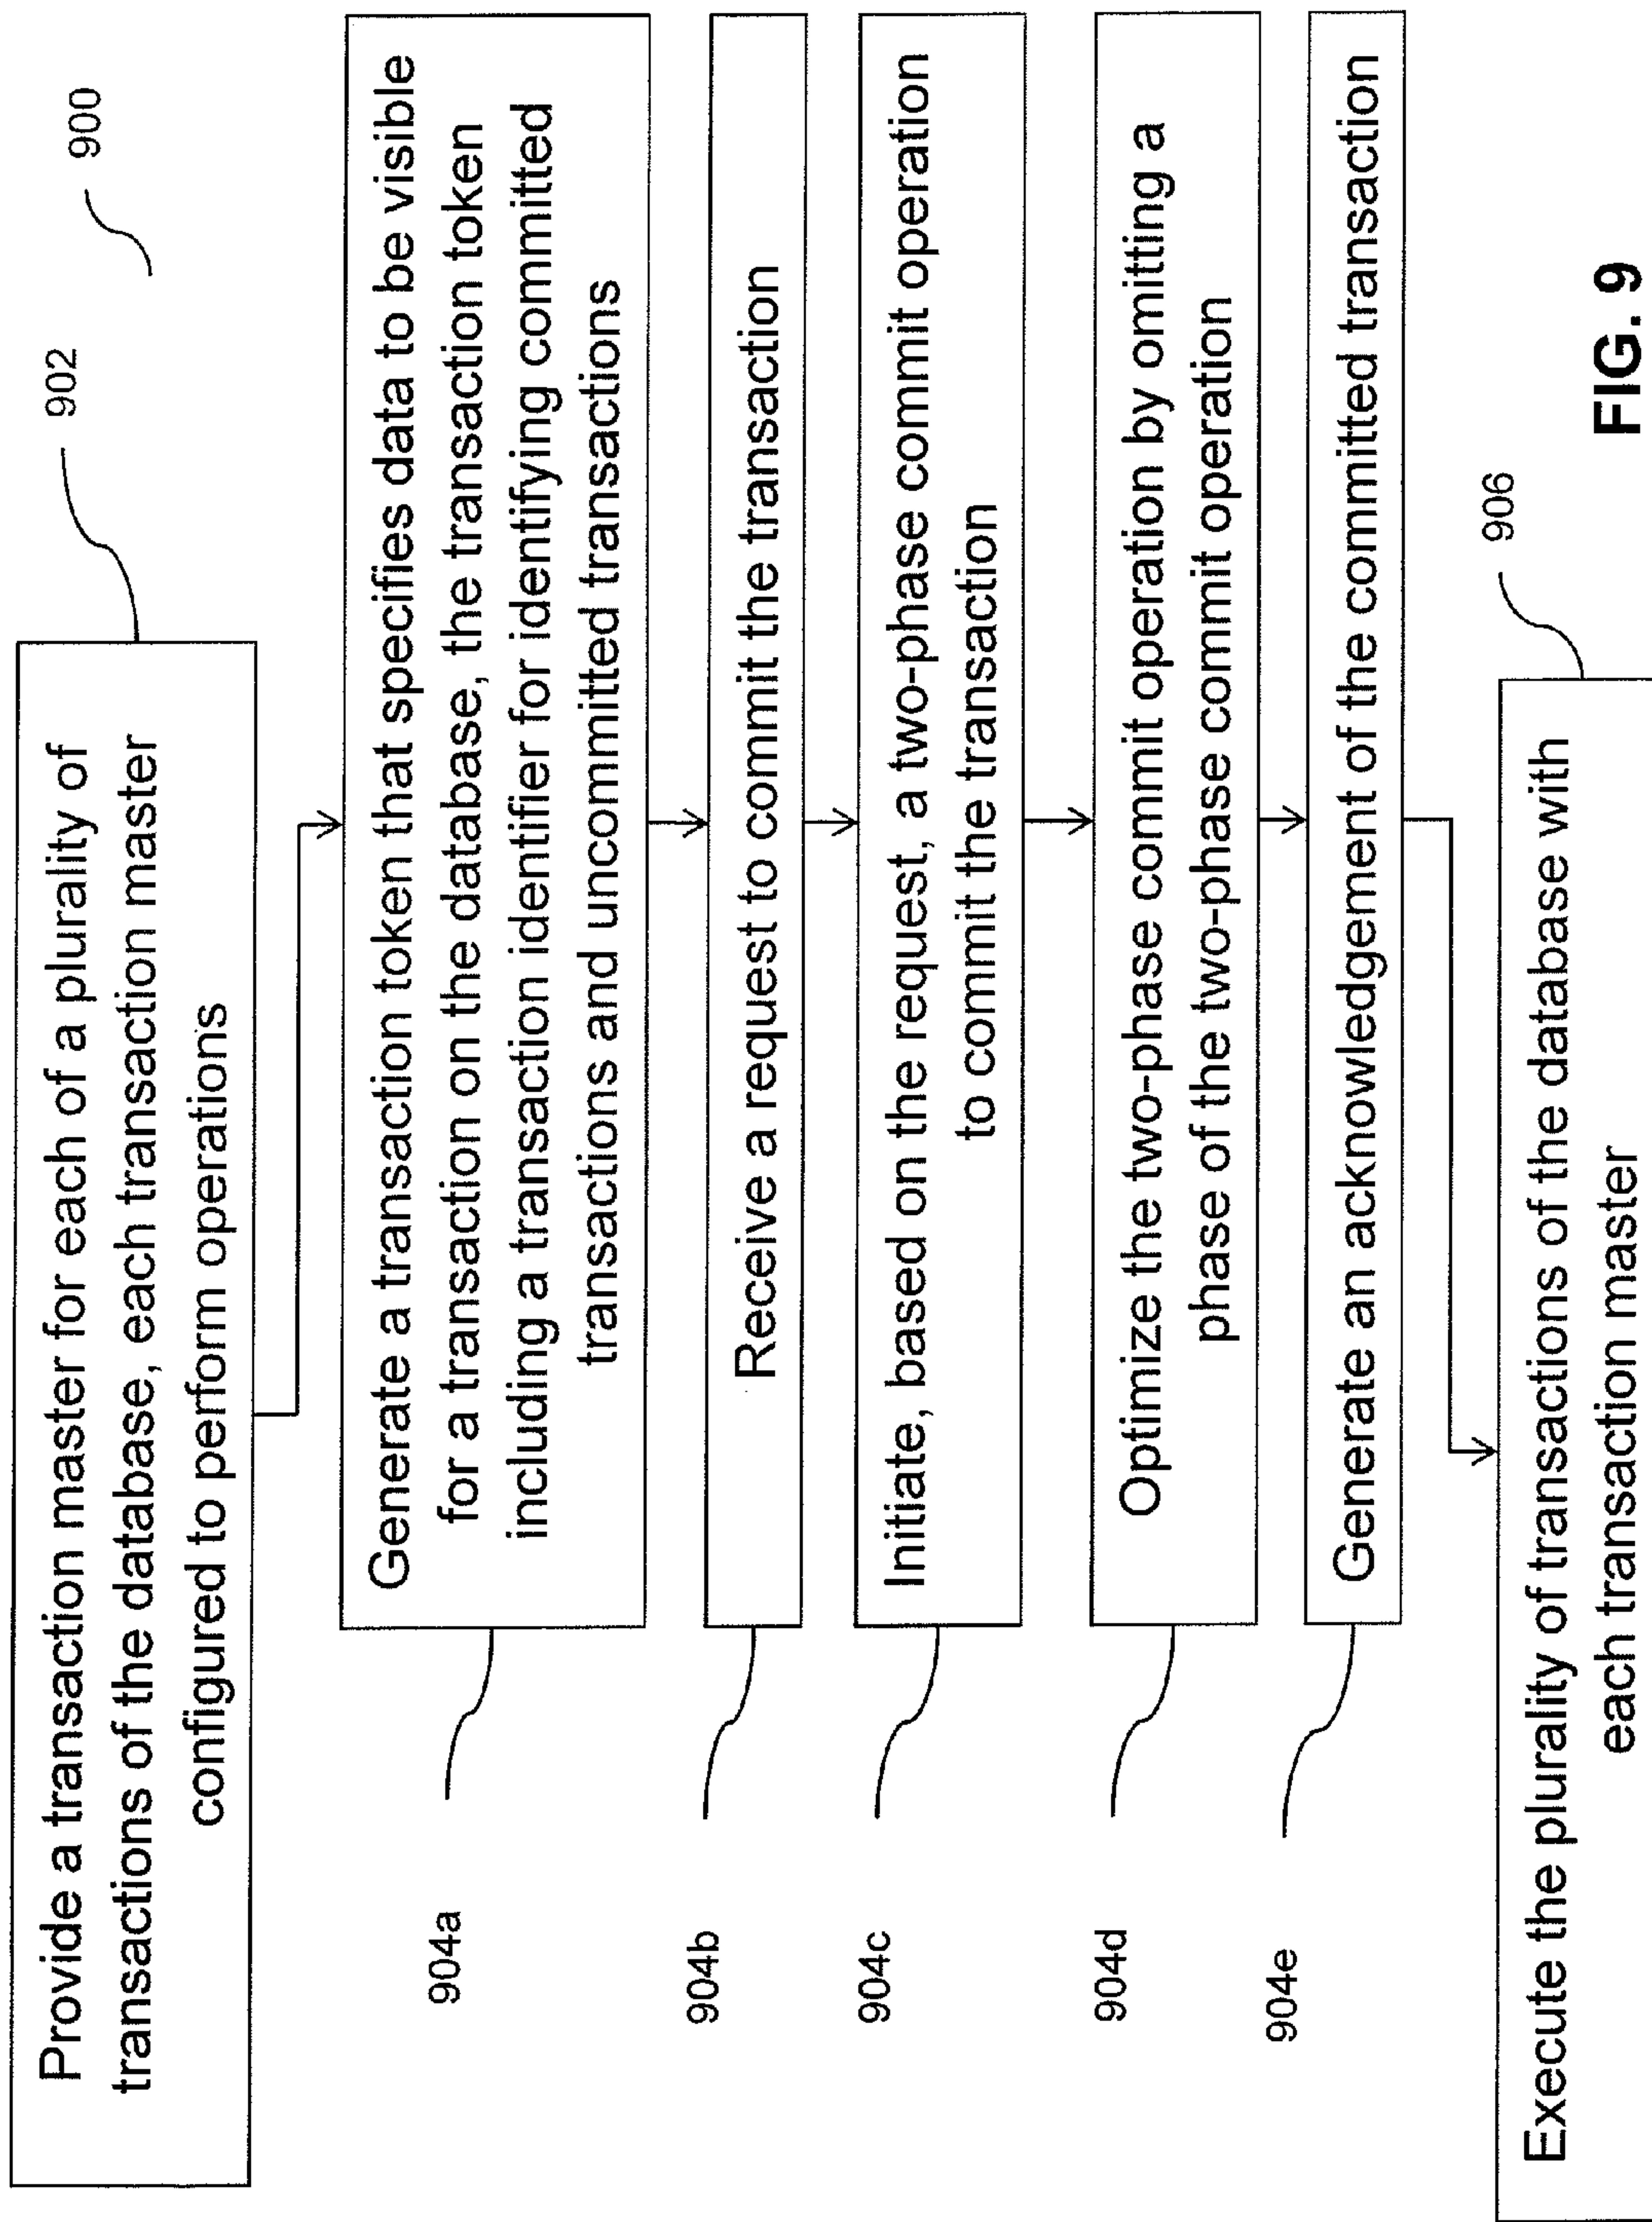 900
902
Provide a transaction master for each of a plurality of
transactions of the database, each transaction master
configured to perform operations
904a
Generate a transaction token that specifies data to be visible
for a transaction on the database, the transaction token
including a transaction identifier for identifying committed
transactions and uncommitted transactions
904b
Receive a request to commit the transaction
904c
Initiate, based on the request, a two-phase commit operation
to commit the transaction
904d
Optimize the two-phase commit operation by omitting a
phase of the two-phase commit operation
904e
Generate an acknowledgement of the committed transaction
906
Execute the plurality of transactions of the database with
each transaction master
FIG. 9